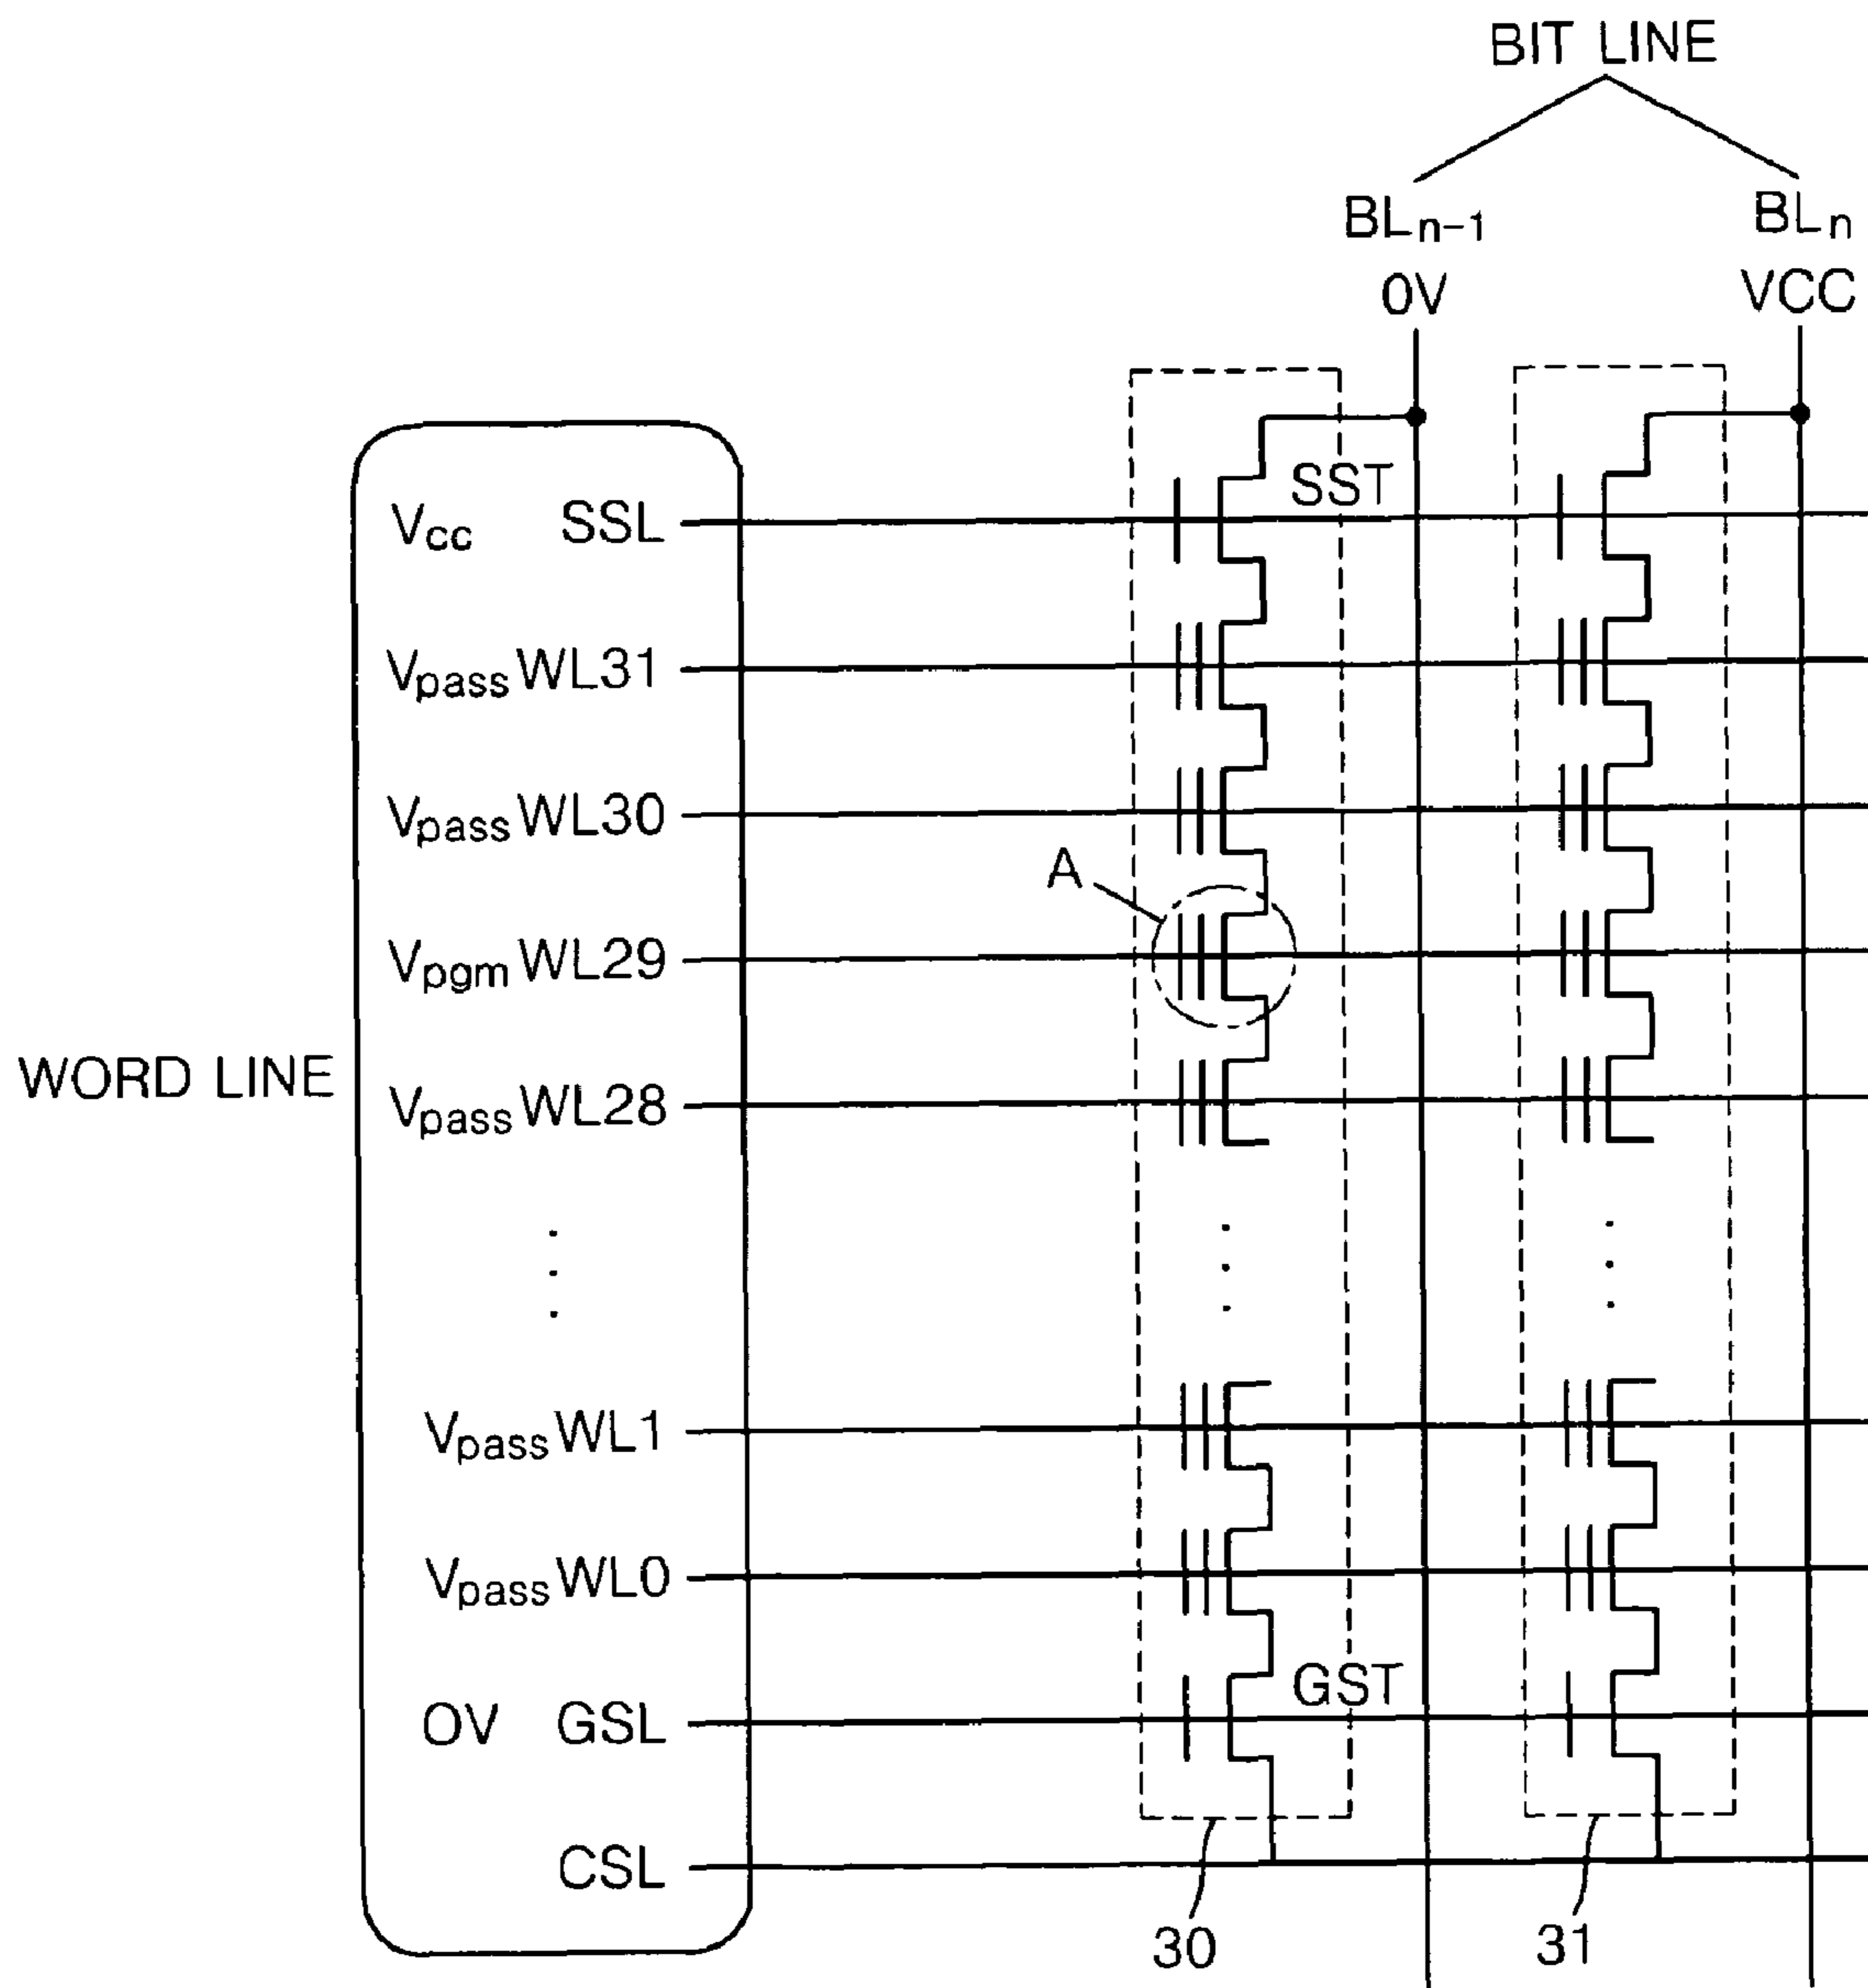 BIT LINE
BLn-1 BLn
0V VCC
Vcc SSL SST
Vpass WL31
Vpass WL30
A
Vpgm WL29
WORD LINE
Vpass WL28
Vpass WL1
Vpass WL0
OV GSL GST
CSL
30 31